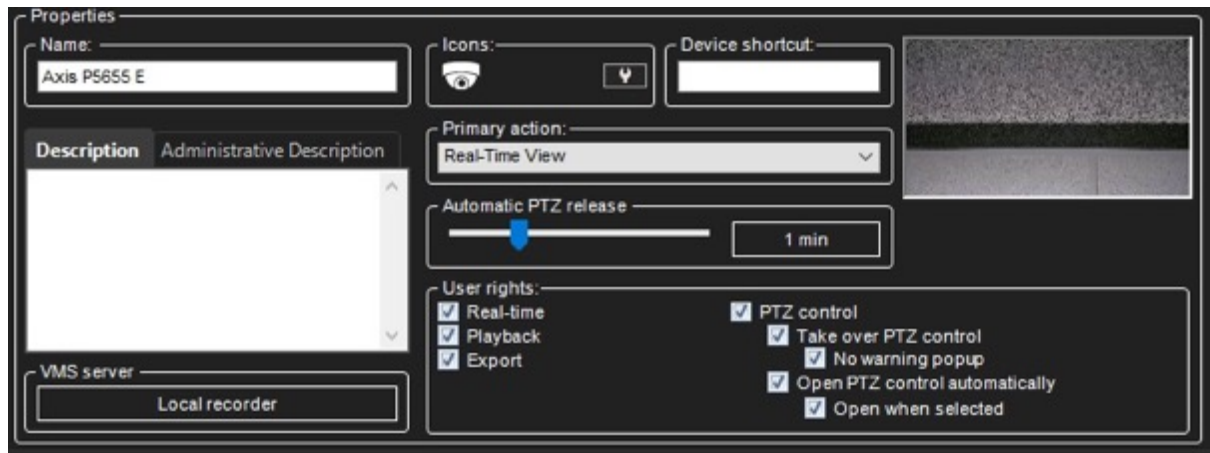 Properties
Name:
Axis P5655 E
Icons:
Device shortcut:
Description
Administrative Description
Primary action:
Real-Time View
Automatic PTZ release
1 min
VMS server
Local recorder
User rights:
Real-time
Playback
Export
PTZ control
Take over PTZ control
No warning popup
Open PTZ control automatically
Open when selected